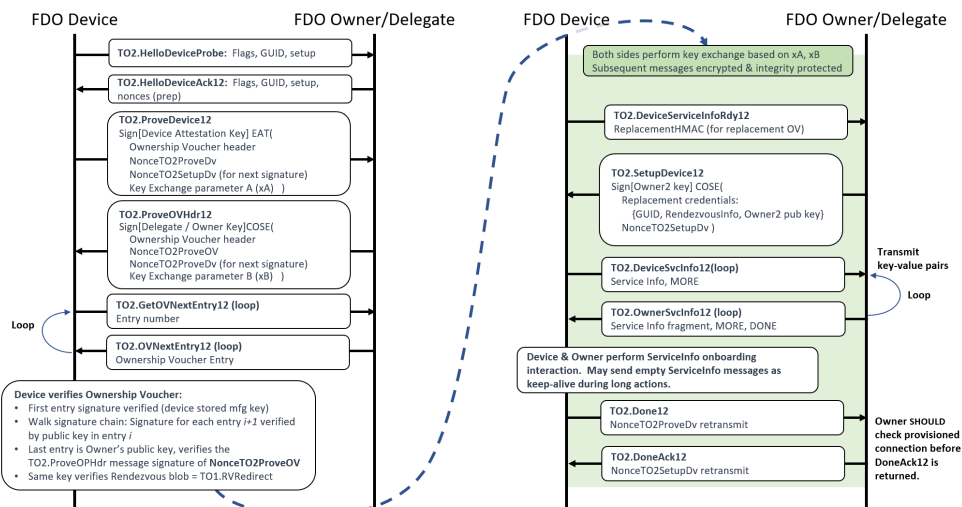 FDO Device
FDO Owner/Delegate
TO2.HelloDeviceProbe: Flags, GUID, setup
TO2.HelloDeviceAck12: Flags, GUID, setup,
nonces (prep)
TO2.ProveDevice12
Sign[Device Attestation Key] EAT(
Ownership Voucher header
NonceTO2ProveDv
NonceTO2SetupDv (for next signature)
Key Exchange parameter A (xA) )
TO2.ProveOVHdr12
Sign[Delegate / Owner Key]COSE(
Ownership Voucher header
NonceTO2ProveOV
NonceTO2ProveDv (for next signature)
Key Exchange parameter B (xB) )
TO2.GetOVNextEntry12 (loop)
Entry number
Loop
TO2.OVNextEntry12 (loop)
Ownership Voucher Entry
Device verifies Ownership Voucher:
• First entry signature verified (device stored mfg key)
• Walk signature chain: Signature for each entry i+1 verified
by public key in entry i
• Last entry is Owner's public key, verifies the
TO2.ProveOPHdr message signature of NonceTO2ProveOV
• Same key verifies Rendezvous blob = TO1.RVRedirect
FDO Device
FDO Owner/Delegate
Both sides perform key exchange based on xA, xB
Subsequent messages encrypted & integrity protected
TO2.DeviceServiceInfoRdy12
ReplacementHMAC (for replacement OV)
TO2.SetupDevice12
Sign[Owner2 key] COSE(
Replacement credentials:
{GUID, RendezvousInfo, Owner2 pub key}
NonceTO2SetupDv )
Transmit
key-value pairs
TO2.DeviceSvcInfo12(loop)
Service Info, MORE
Loop
TO2.OwnerSvcInfo12 (loop)
Service Info fragment, MORE, DONE
Device & Owner perform ServiceInfo onboarding
interaction. May send empty ServiceInfo messages as
keep-alive during long actions.
TO2.Done12
NonceTO2ProveDv retransmit
TO2.DoneAck12
NonceTO2SetupDv retransmit
Owner SHOULD
check provisioned
connection before
DoneAck12 is
returned.